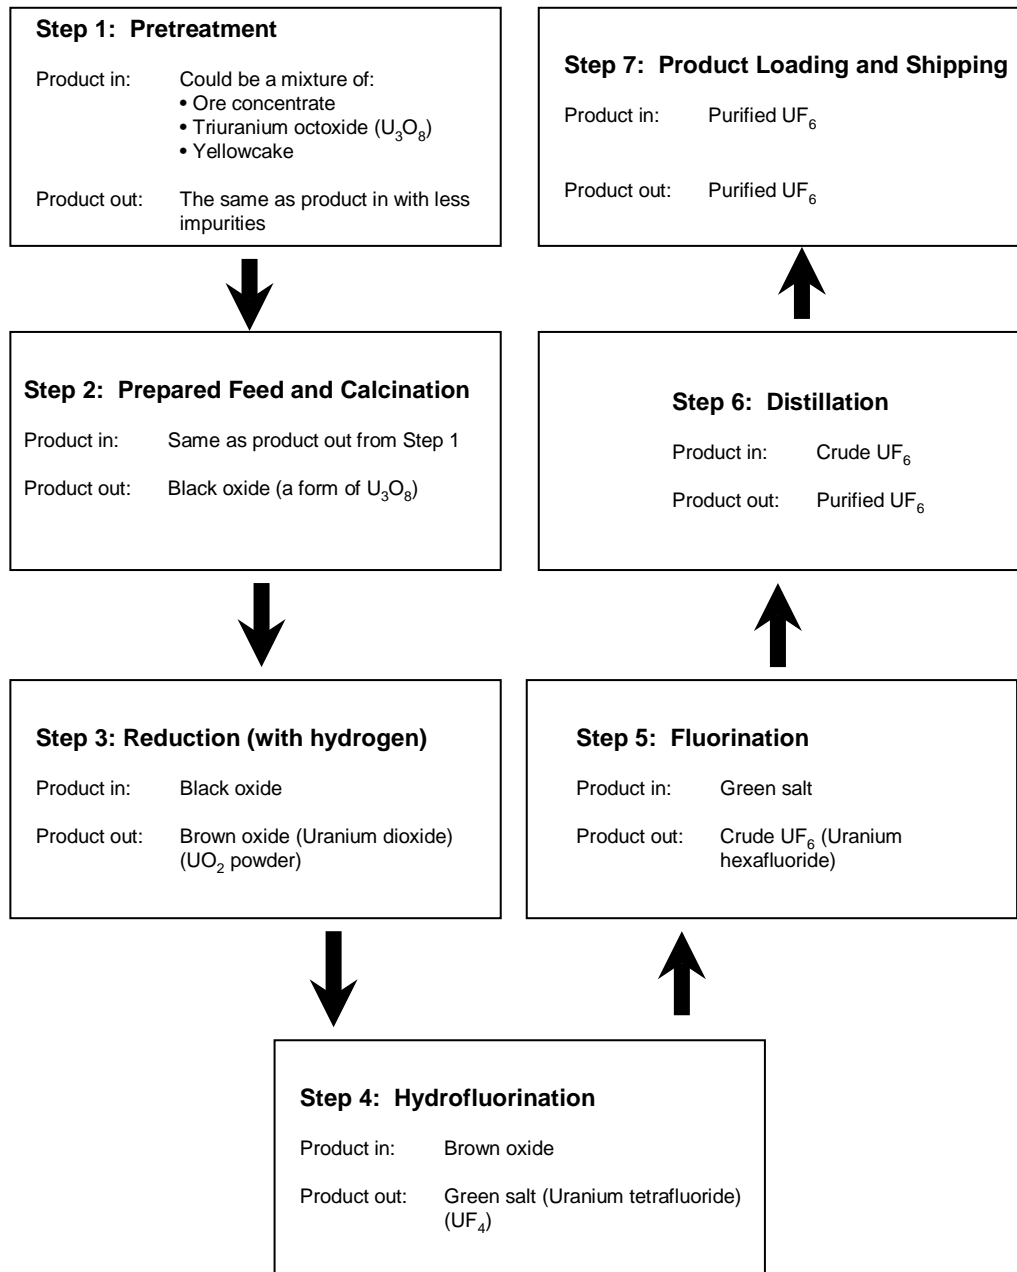 Step 1: Pretreatment
Product in: Could be a mixture of:
• Ore concentrate
• Triuranium octoxide (U₃O₈)
• Yellowcake
Product out: The same as product in with less
impurities
Step 2: Prepared Feed and Calcination
Product in: Same as product out from Step 1
Product out: Black oxide (a form of U₃O₈)
Step 3: Reduction (with hydrogen)
Product in: Black oxide
Product out: Brown oxide (Uranium dioxide)
(UO₂ powder)
Step 4: Hydrofluorination
Product in: Brown oxide
Product out: Green salt (Uranium tetrafluoride)
(UF₄)
Step 5: Fluorination
Product in: Green salt
Product out: Crude UF₆ (Uranium
hexafluoride)
Step 6: Distillation
Product in: Crude UF₆
Product out: Purified UF₆
Step 7: Product Loading and Shipping
Product in: Purified UF₆
Product out: Purified UF₆